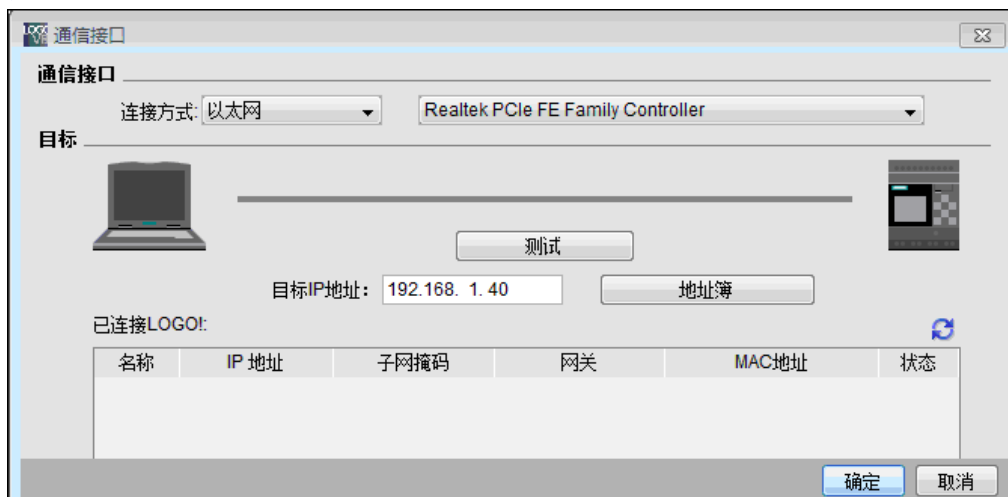 通信接口
通信接口
连接方式: 以太网 Realtek PCIe FE Family Controller
目标
测试
目标IP地址： 192.168. 1. 40 地址簿
已连接LOGO!:
名称 IP 地址 子网掩码 网关 MAC地址 状态
确定 取消